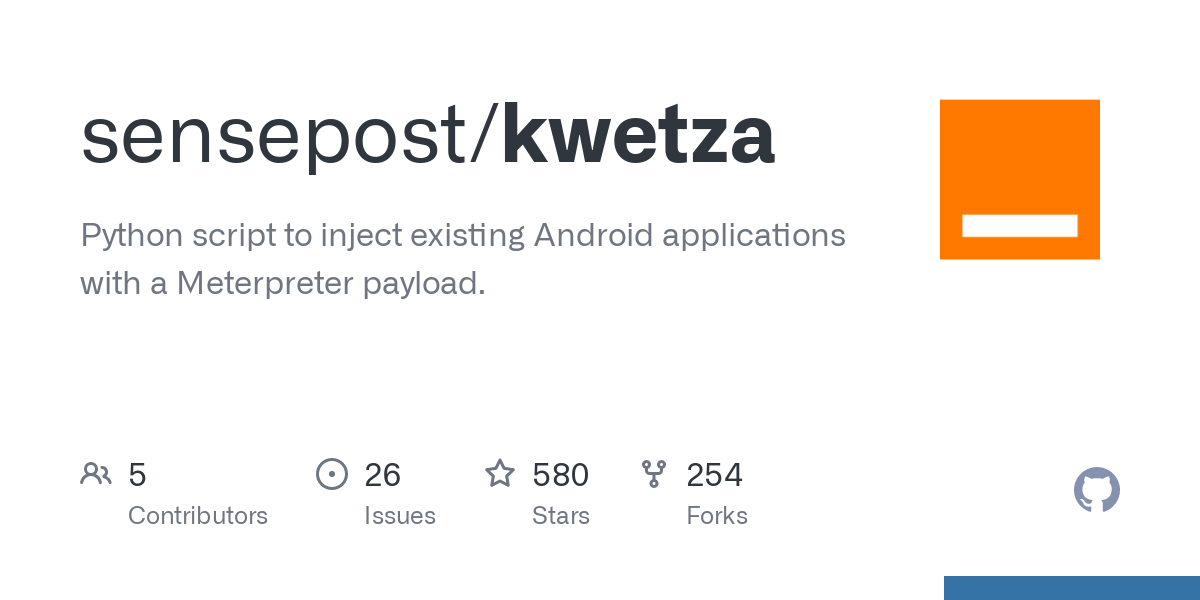 sensepost/kwetza
Python script to inject existing Android applications
with a Meterpreter payload.
5 26 580 254
Contributors Issues Stars Forks